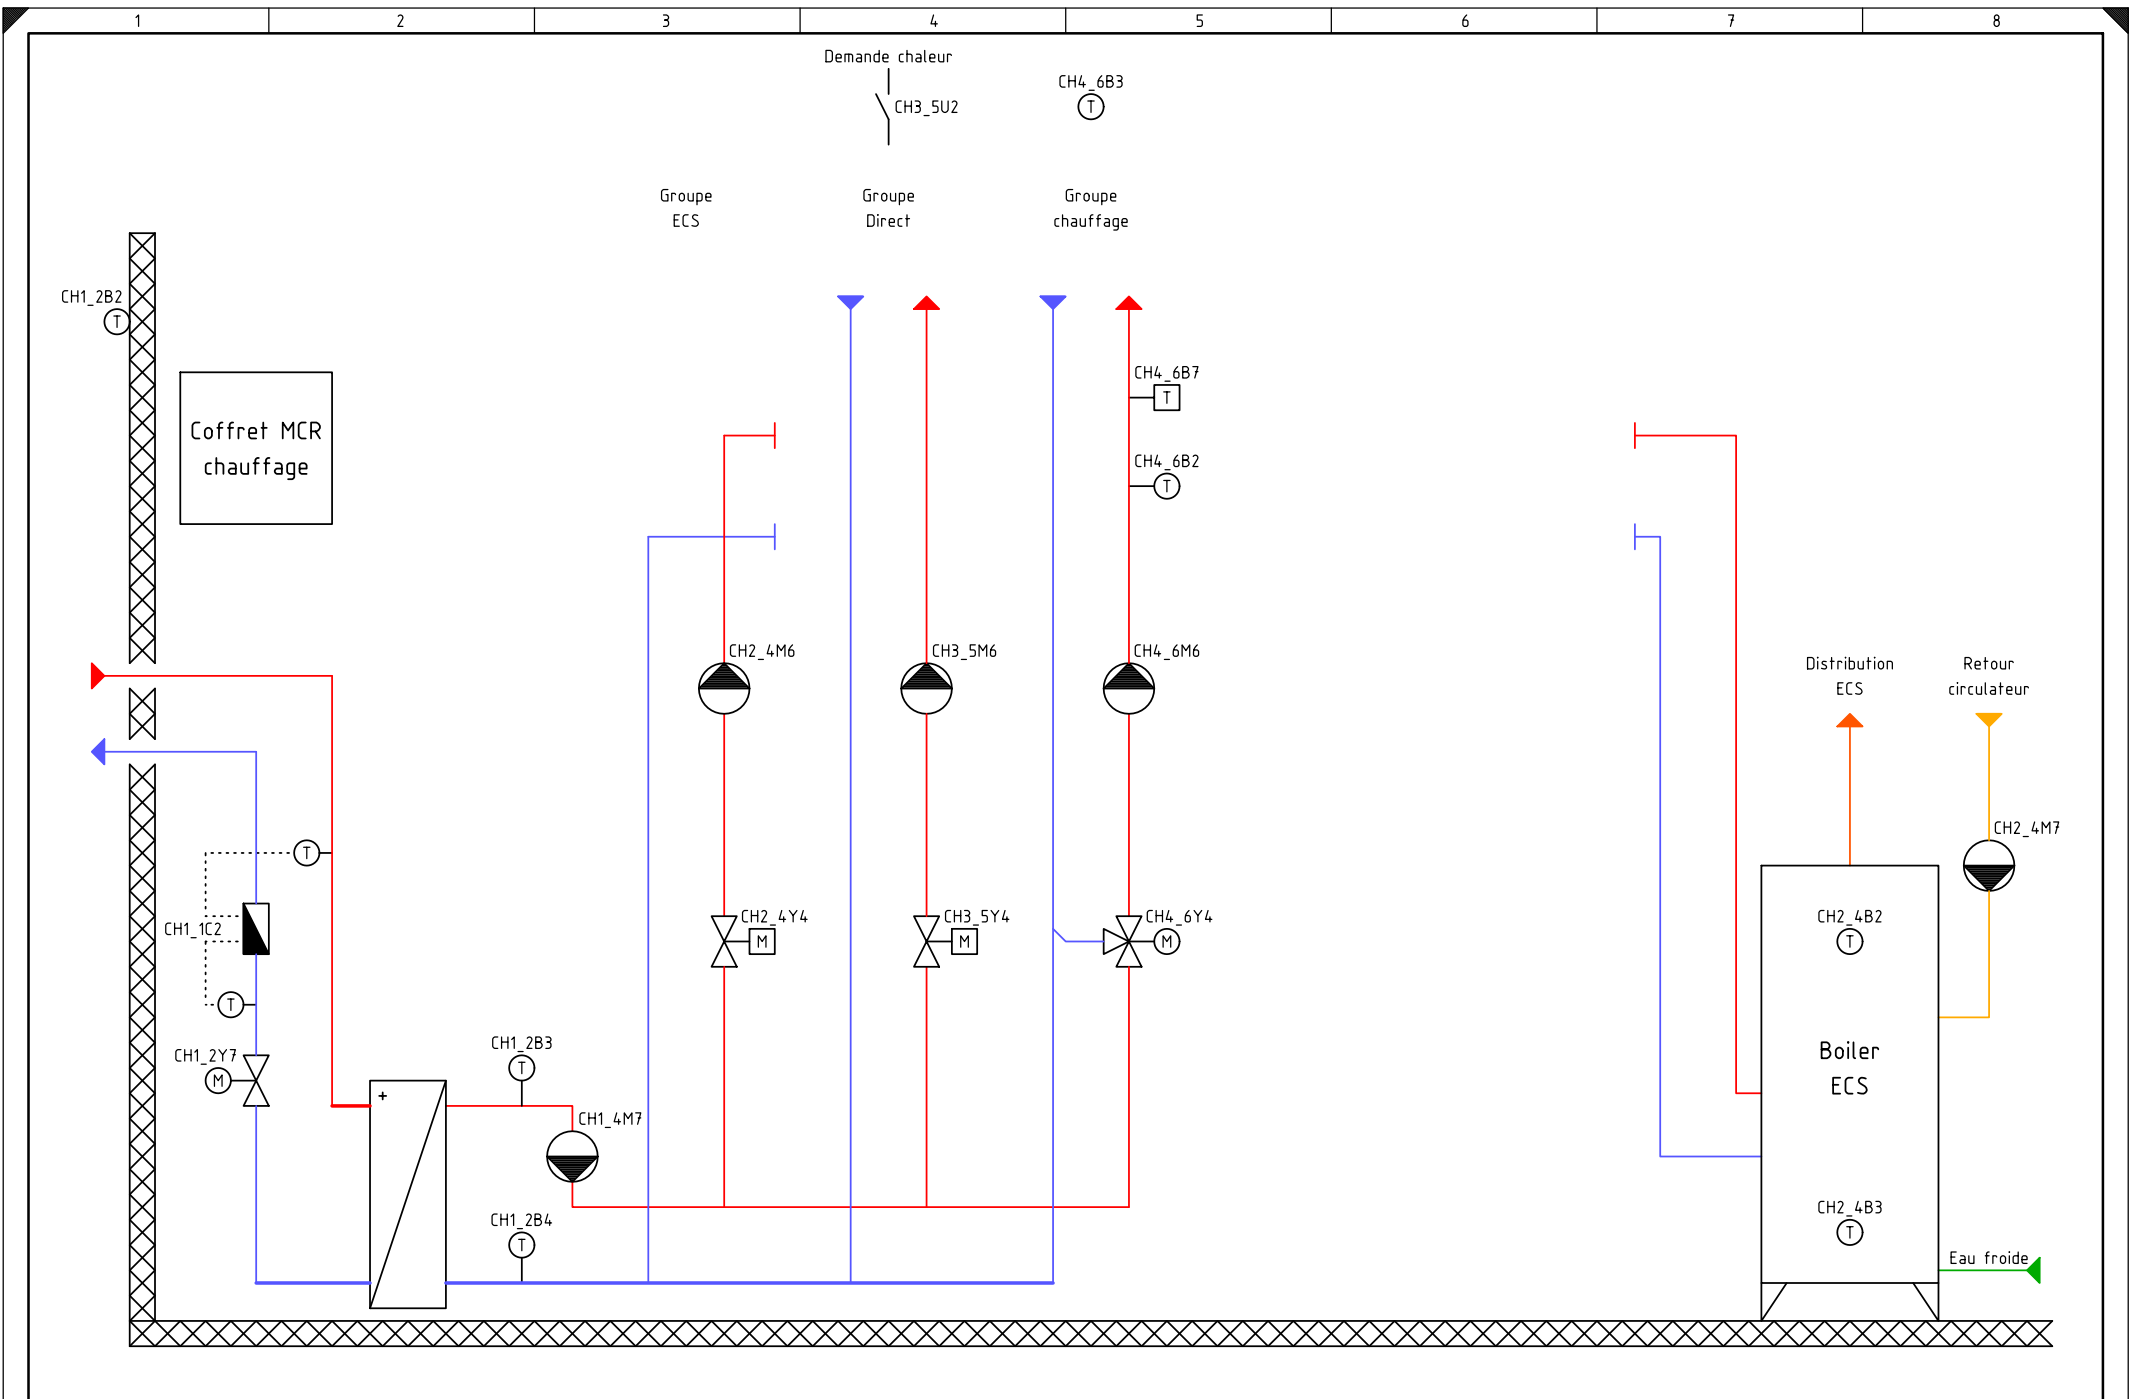 1 2 3 4 5 6 7 8
Demande chaleur
CH3_5U2
CH4_6B3
T
Groupe
ECS
Groupe
Direct
Groupe
chauffage
CH1_2B2
T
Coffret MCR
chauffage
CH4_6B7
T
CH4_6B2
T
CH2_4M6
CH3_5M6
CH4_6M6
Distribution
ECS
Retour
circulateur
CH2_4M7
T
CH1_1C2
T
CH2_4Y4
M
CH3_5Y4
M
CH4_6Y4
M
CH2_4B2
T
CH1_2Y7
M
+
CH1_2B3
T
CH1_4M7
Boiler
ECS
CH1_2B4
T
CH2_4B3
T
Eau froide